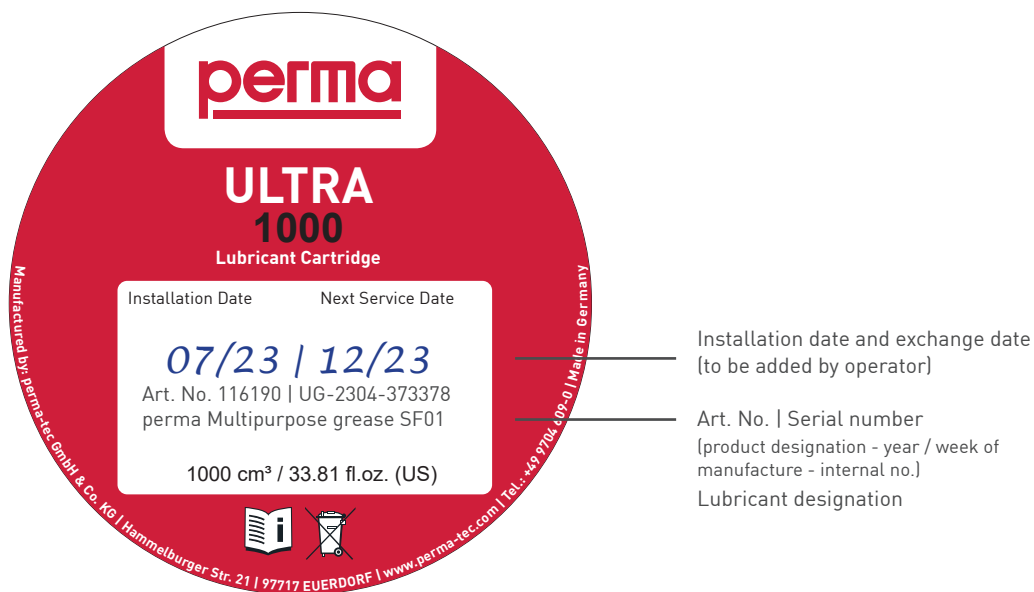 perma
ULTRA
1000
Lubricant Cartridge
Installation Date Next Service Date
07/23 | 12/23
Art. No. 116190 | UG-2304-373378
perma Multipurpose grease SF01
1000 cm³ / 33.81 fl.oz. (US)
Manufactured by: perma-tec GmbH & Co. KG | Hammelburger Str. 21 | 97717 EUERDORF | www.perma-tec.com | Tel.: +49 9704 609-0 | Made in Germany
Installation date and exchange date
(to be added by operator)
Art. No. | Serial number
(product designation - year / week of
manufacture - internal no.)
Lubricant designation